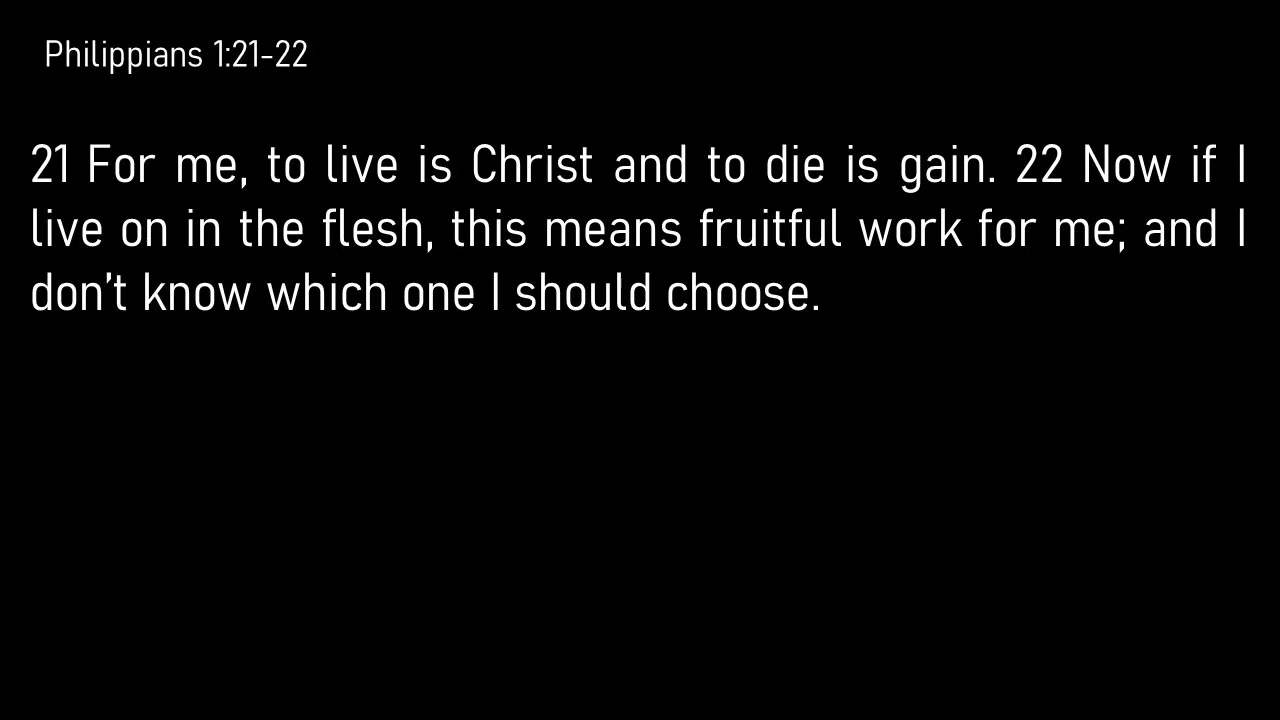 Philippians 1:21-22
21 For me, to live is Christ and to die is gain. 22 Now if I
live on in the flesh, this means fruitful work for me; and I
don’t know which one I should choose.